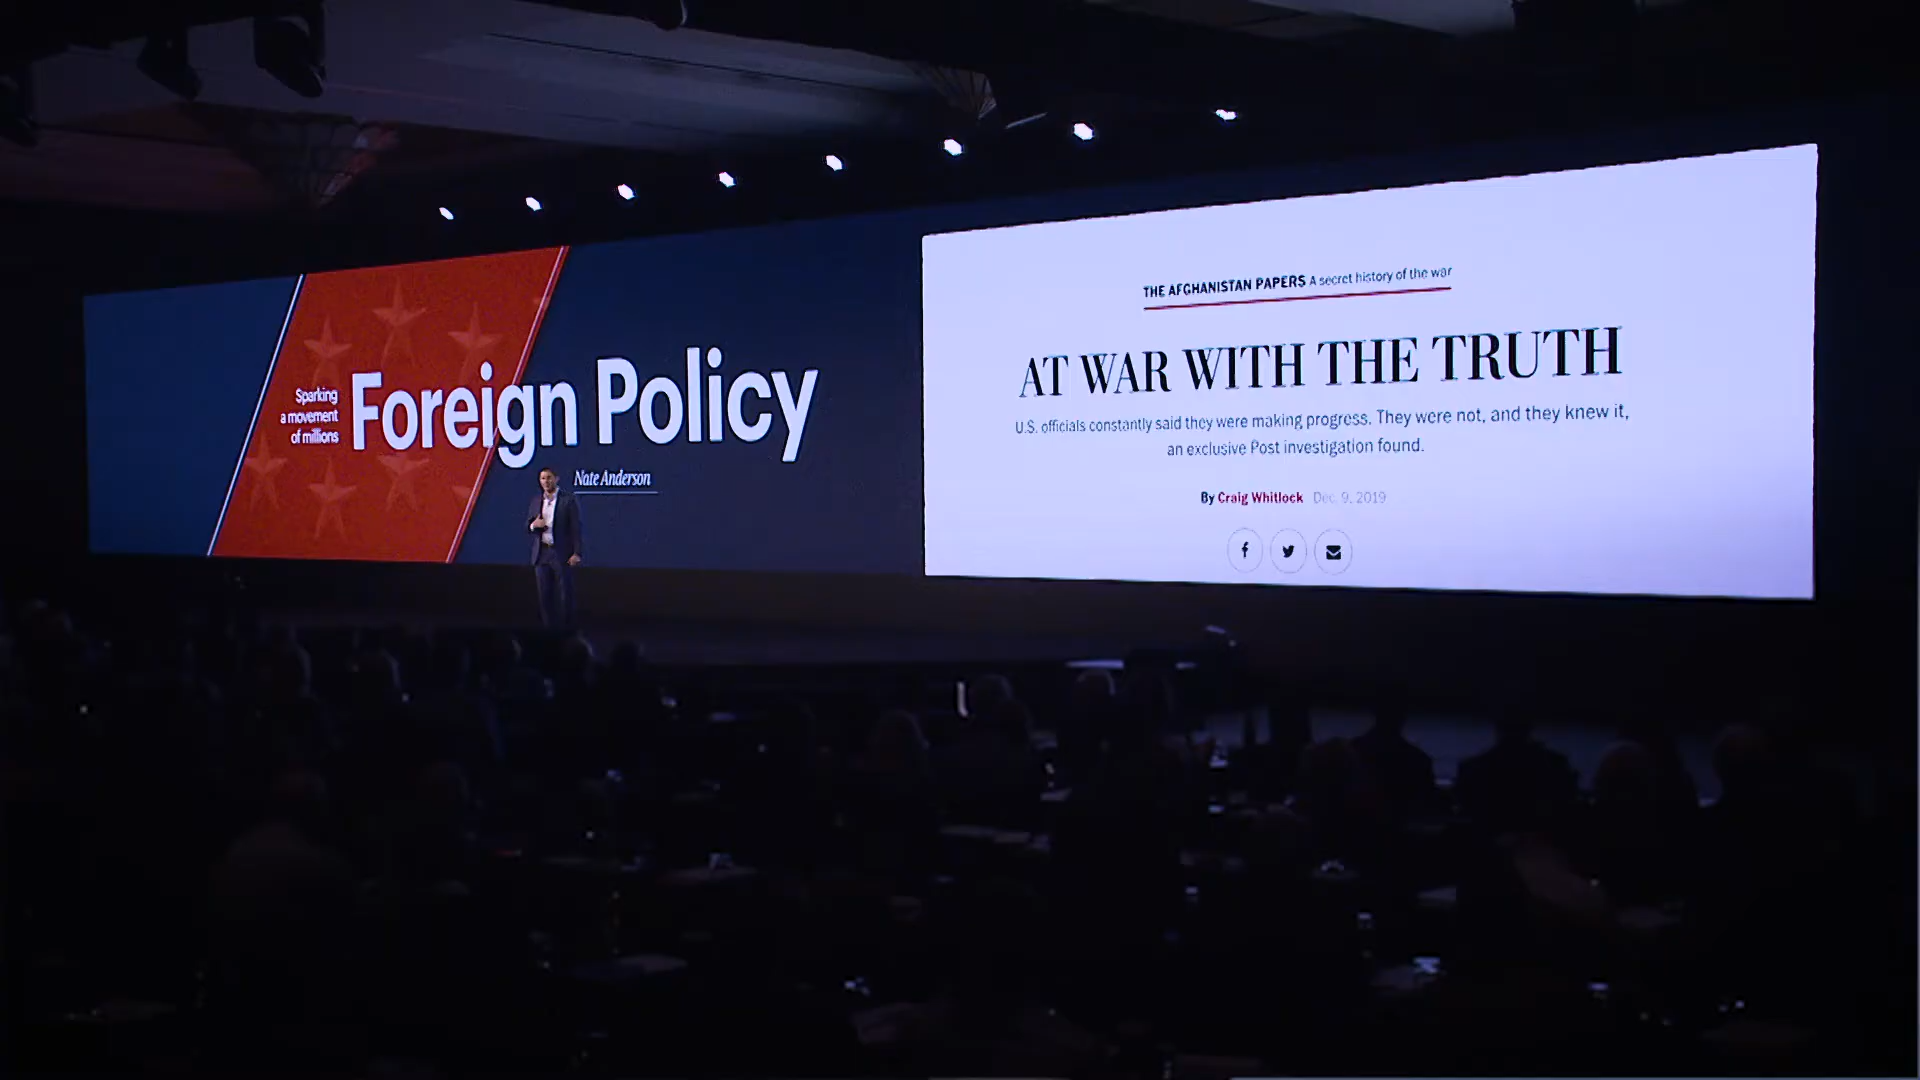 Sparking
a movement
of millions
Foreign Policy
Nate Anderson
THE AFGHANISTAN PAPERS A secret history of the war
AT WAR WITH THE TRUTH
U.S. officials constantly said they were making progress. They were not, and they knew it,
an exclusive Post investigation found.
By Craig Whitlock Dec. 9, 2019